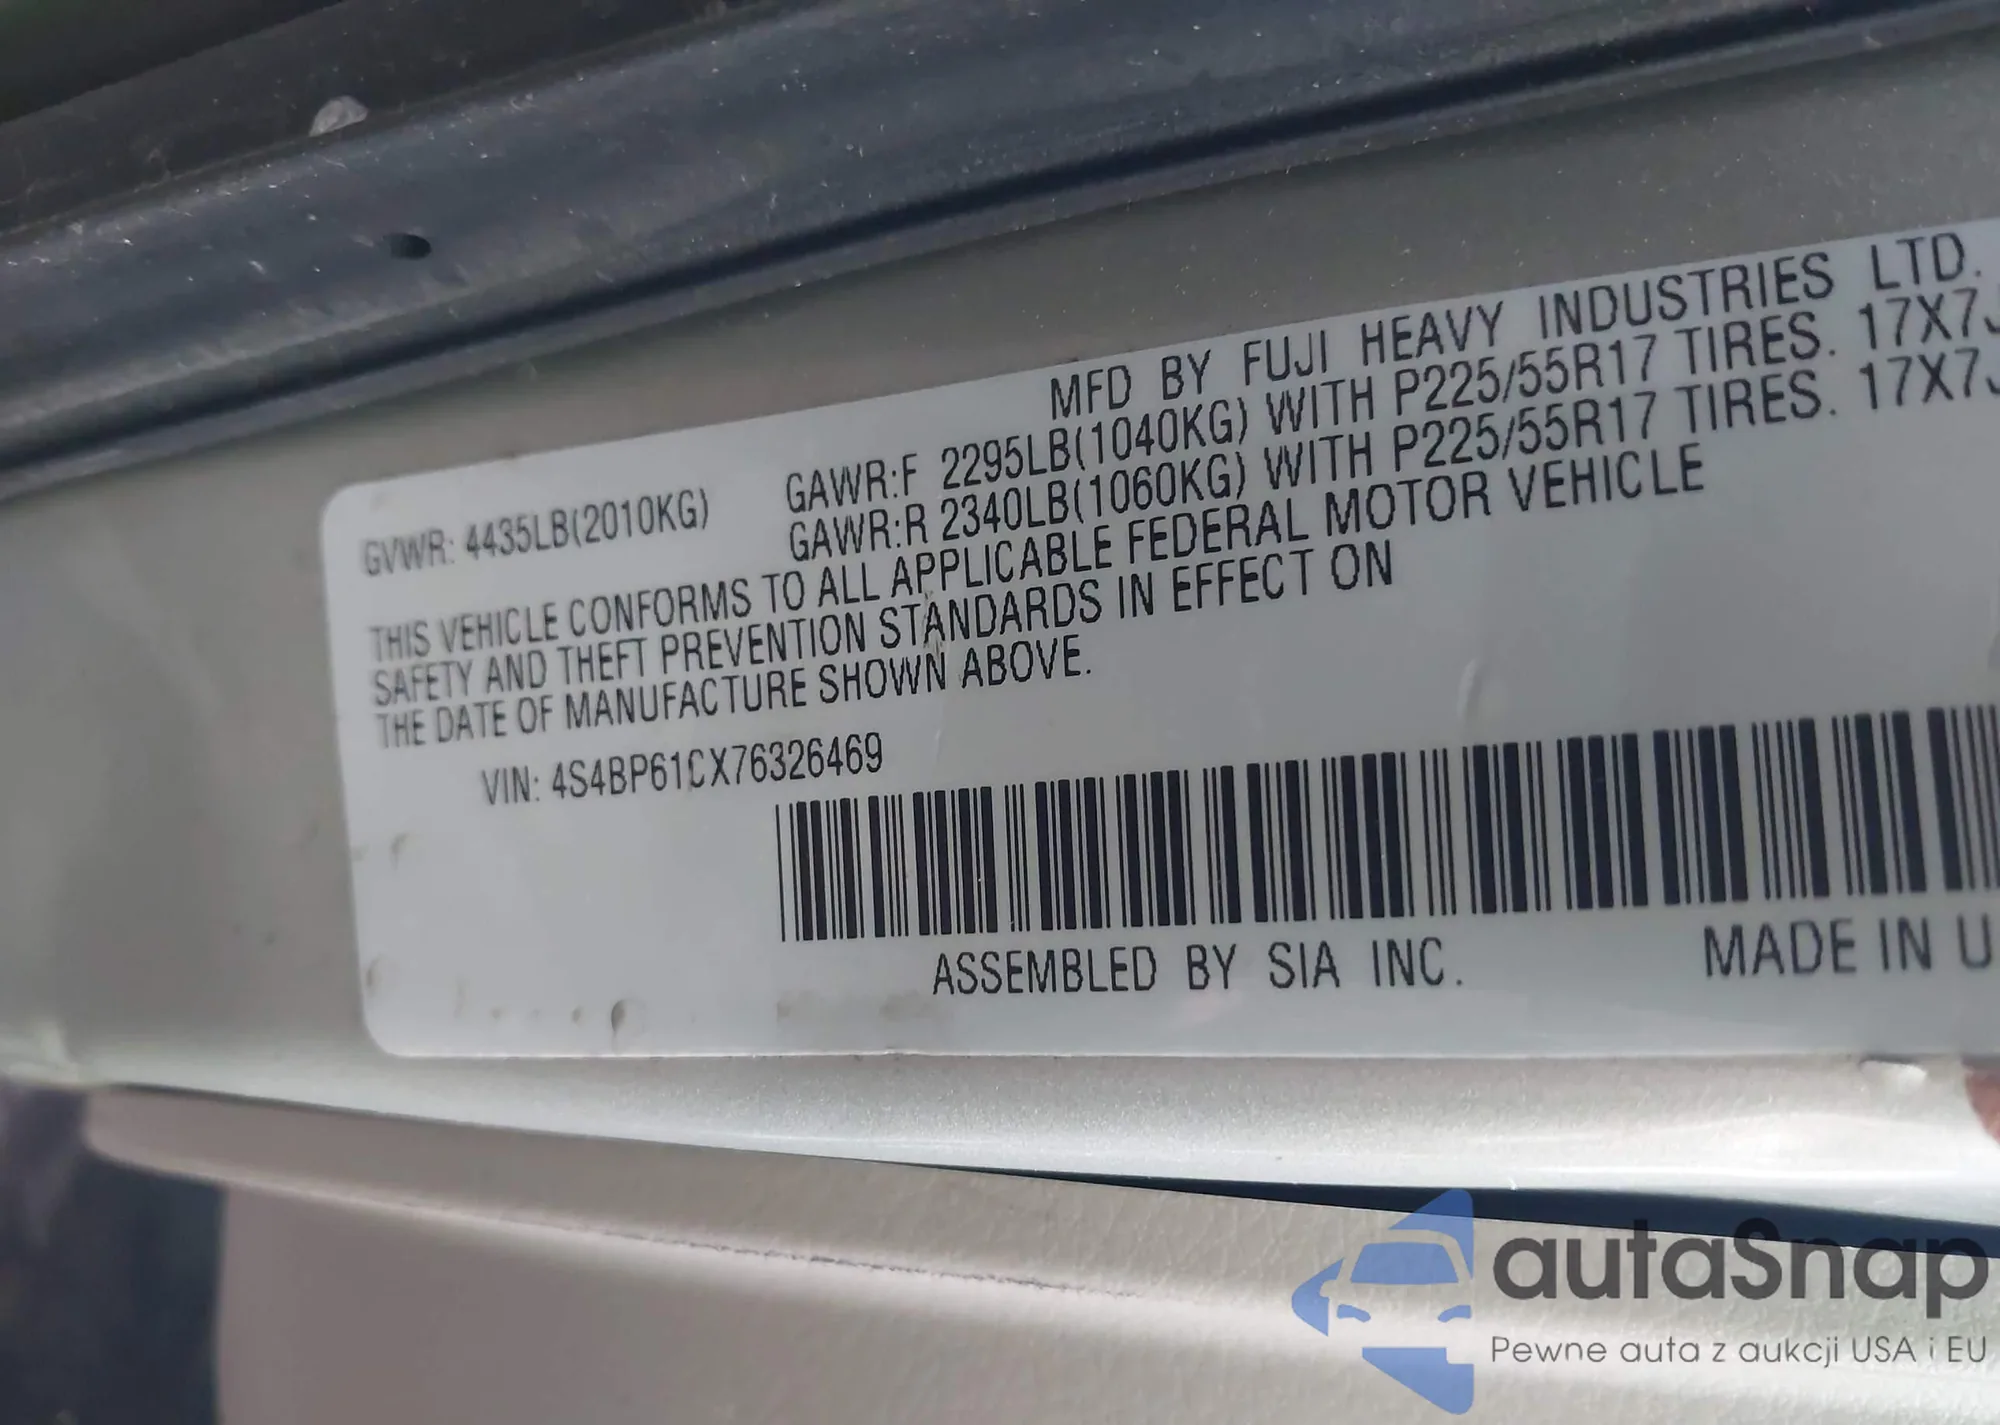 MFD BY FUJI HEAVY INDUSTRIES LTD.
GVWR: 4435LB(2010KG) GAWR:F 2295LB(1040KG) WITH P225/55R17 TIRES. 17X7J
GAWR:R 2340LB(1060KG) WITH P225/55R17 TIRES. 17X7J
THIS VEHICLE CONFORMS TO ALL APPLICABLE FEDERAL MOTOR VEHICLE
SAFETY AND THEFT PREVENTION STANDARDS IN EFFECT ON
THE DATE OF MANUFACTURE SHOWN ABOVE.
VIN: 4S4BP61CX76326469
ASSEMBLED BY SIA INC. MADE IN U
autaSnap
Pewne auta z aukcji USA i EU